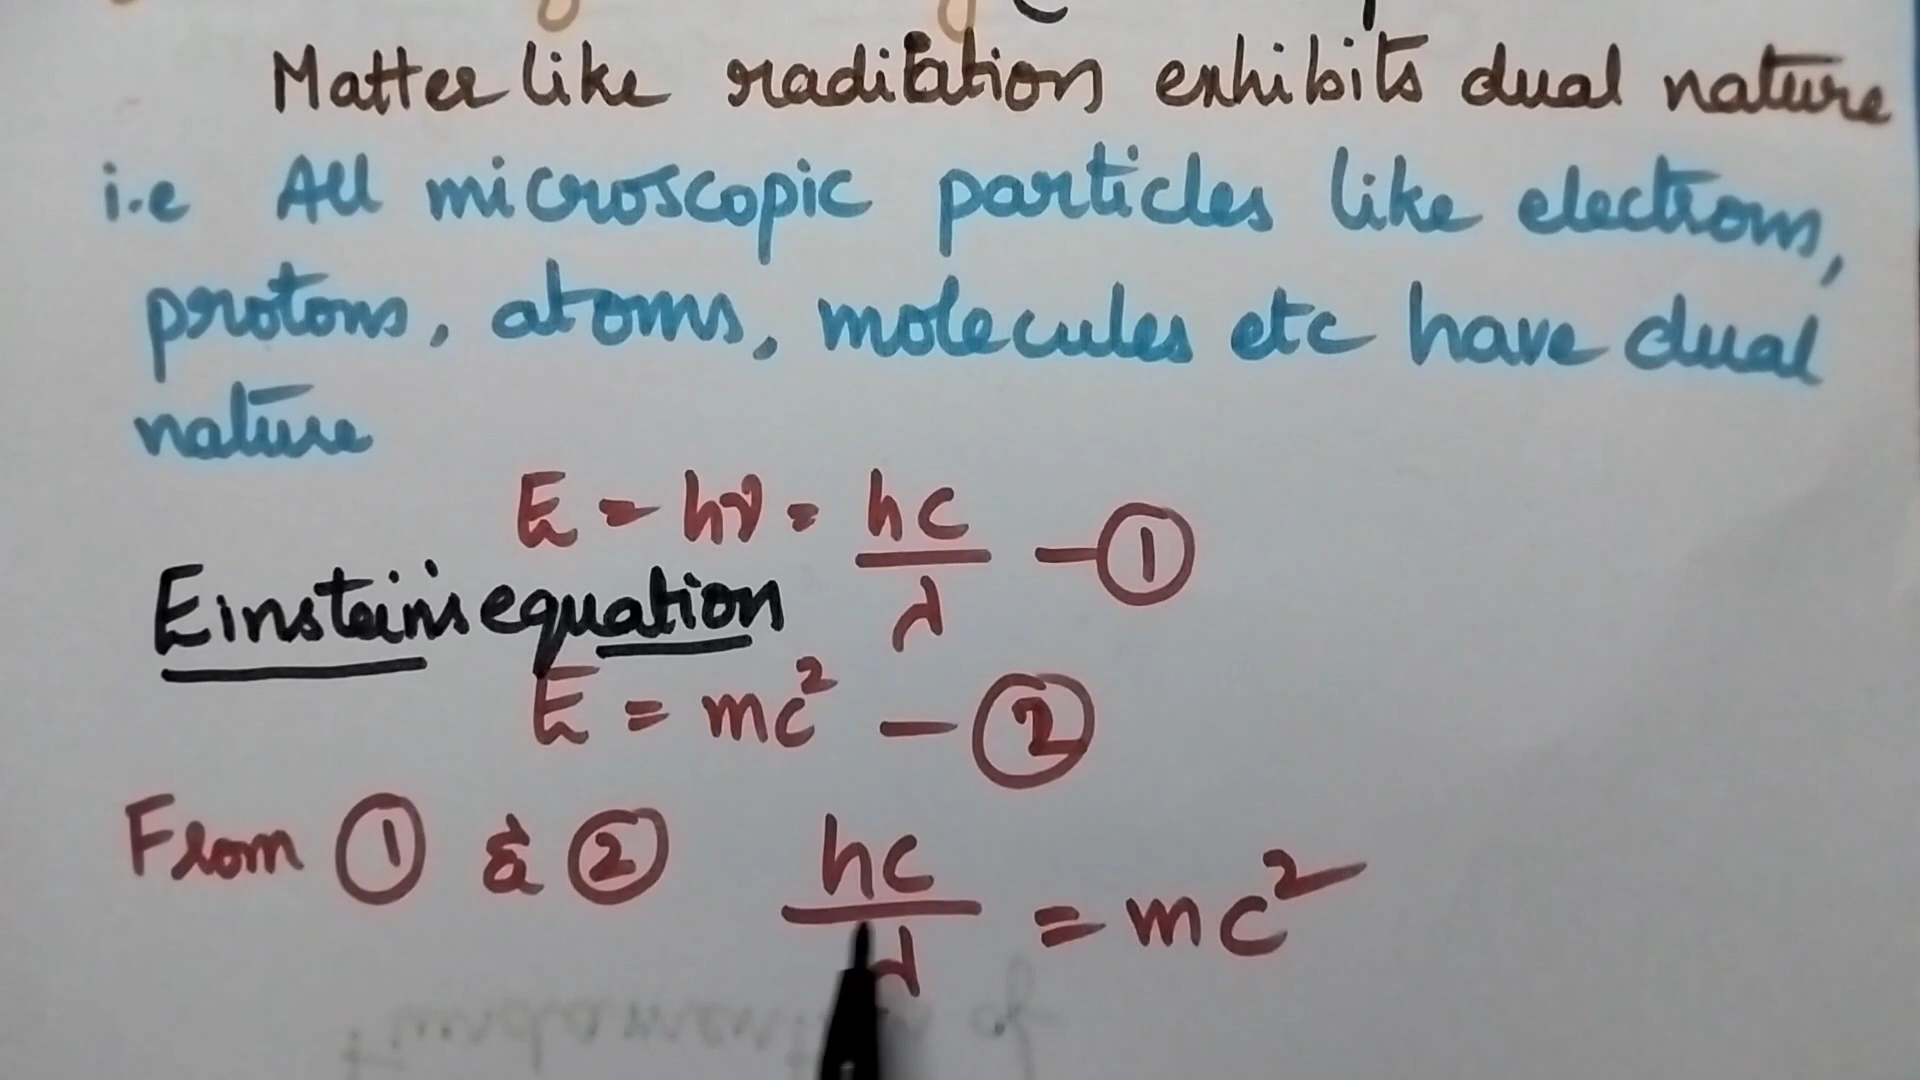 Matter like radiation exhibits dual nature
i.e All microscopic particles like electrons,
protons, atoms, molecules etc have dual
nature
E = hν = hc/λ — ①
Einstein's equation
E = mc² — ②
From ① & ② hc/λ = mc²